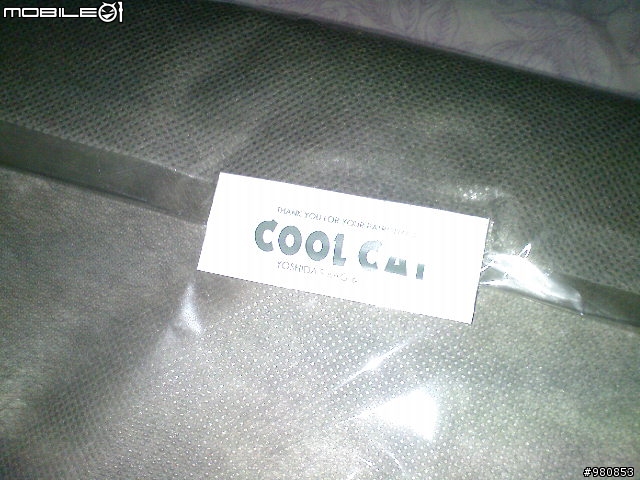 MOBILE01
THANK YOU FOR YOUR
COOL CAT
YOSHIDA
#980853